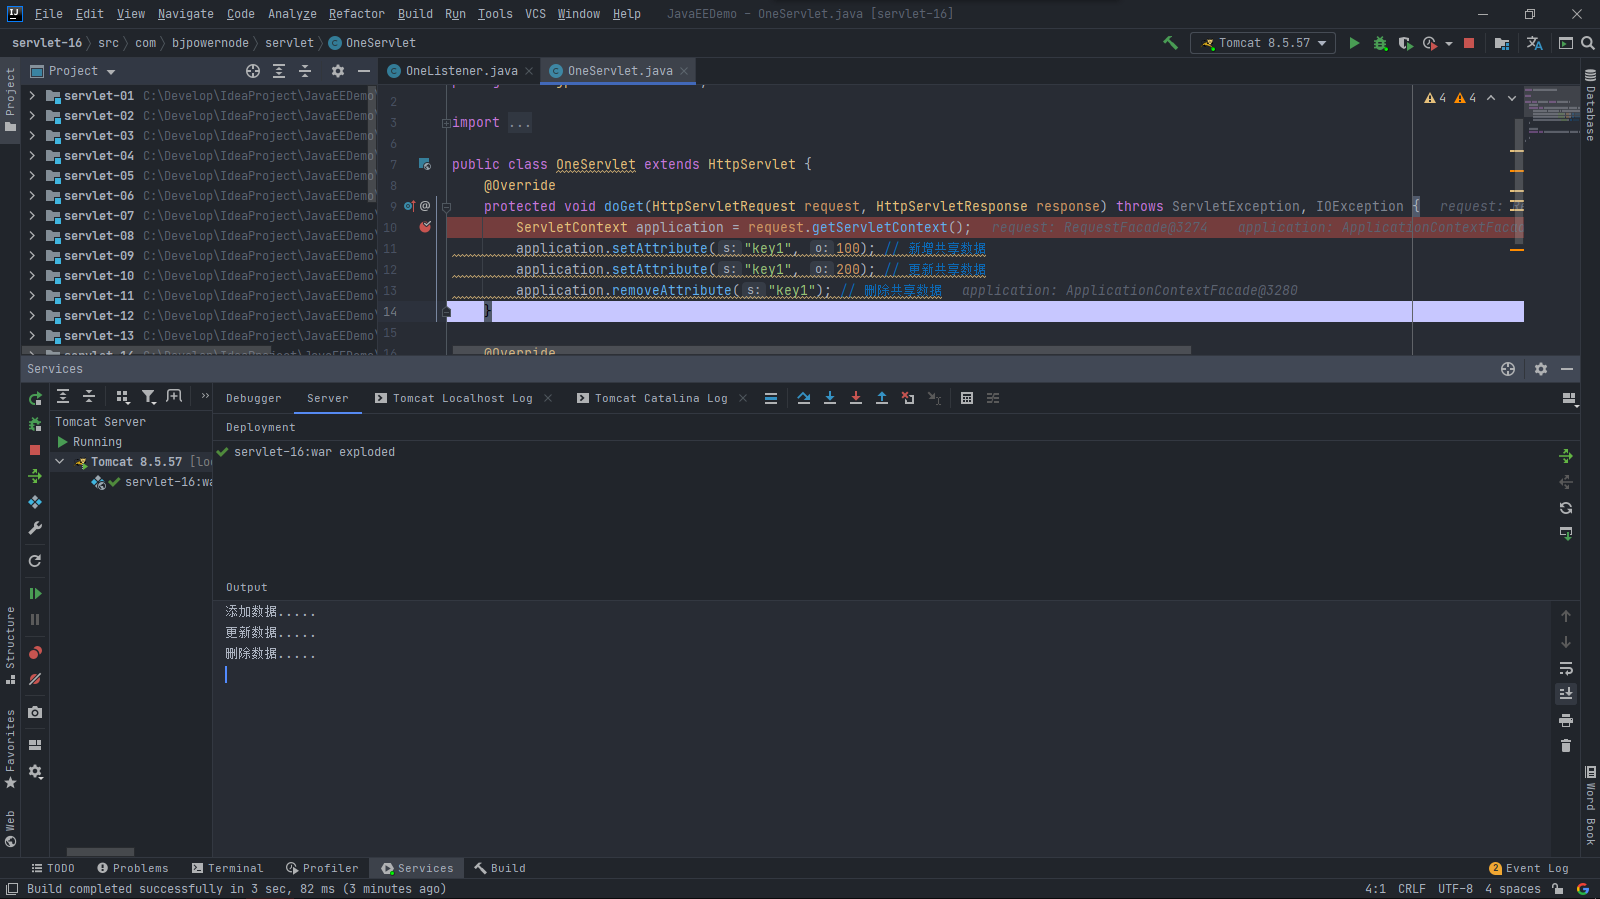 File Edit View Navigate Code Analyze Refactor Build Run Tools VCS Window Help JavaEEDemo - OneServlet.java [servlet-16]
servlet-16 src com bjpowernode servlet OneServlet
Tomcat 8.5.57
Project
OneListener.java
OneServlet.java
servlet-01 C:\Develop\IdeaProject\JavaEEDemo
servlet-02 C:\Develop\IdeaProject\JavaEEDemo
servlet-03 C:\Develop\IdeaProject\JavaEEDemo
servlet-04 C:\Develop\IdeaProject\JavaEEDemo
servlet-05 C:\Develop\IdeaProject\JavaEEDemo
servlet-06 C:\Develop\IdeaProject\JavaEEDemo
servlet-07 C:\Develop\IdeaProject\JavaEEDemo
servlet-08 C:\Develop\IdeaProject\JavaEEDemo
servlet-09 C:\Develop\IdeaProject\JavaEEDemo
servlet-10 C:\Develop\IdeaProject\JavaEEDemo
servlet-11 C:\Develop\IdeaProject\JavaEEDemo
servlet-12 C:\Develop\IdeaProject\JavaEEDemo
servlet-13 C:\Develop\IdeaProject\JavaEEDemo
4 4
2
3 import ...
6
7 public class OneServlet extends HttpServlet {
8 @Override
9 @ protected void doGet(HttpServletRequest request, HttpServletResponse response) throws ServletException, IOException { request:
10 ServletContext application = request.getServletContext(); request: RequestFacade@3274 application: ApplicationContextFacad
11 application.setAttribute( s: "key1", o: 100); // 新增共享数据
12 application.setAttribute( s: "key1", o: 200); // 更新共享数据
13 application.removeAttribute( s: "key1"); // 删除共享数据 application: ApplicationContextFacade@3280
14 }
15
16 @Override
Project
Structure
Favorites
Web
Database
Word Book
Services
Debugger Server Tomcat Localhost Log Tomcat Catalina Log
Tomcat Server
Running
Tomcat 8.5.57 [loc
servlet-16:wa
Deployment
servlet-16:war exploded
Output
添加数据.....
更新数据.....
删除数据.....
TODO Problems Terminal Profiler Services Build
2 Event Log
Build completed successfully in 3 sec, 82 ms (3 minutes ago)
4:1 CRLF UTF-8 4 spaces